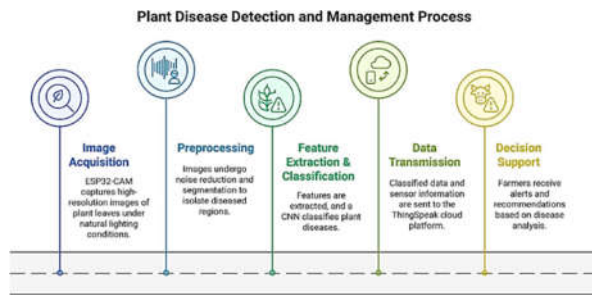 Plant Disease Detection and Management Process
Image
Acquisition
ESP32-CAM
captures high-
resolution images of
plant leaves under
natural lighting
conditions.
Preprocessing
Images undergo
noise reduction and
segmentation to
isolate diseased
regions.
Feature
Extraction &
Classification
Features are
extracted, and a
CNN classifies plant
diseases.
Data
Transmission
Classified data and
sensor information
are sent to the
ThingSpeak cloud
platform.
Decision
Support
Farmers receive
alerts and
recommendations
based on disease
analysis.